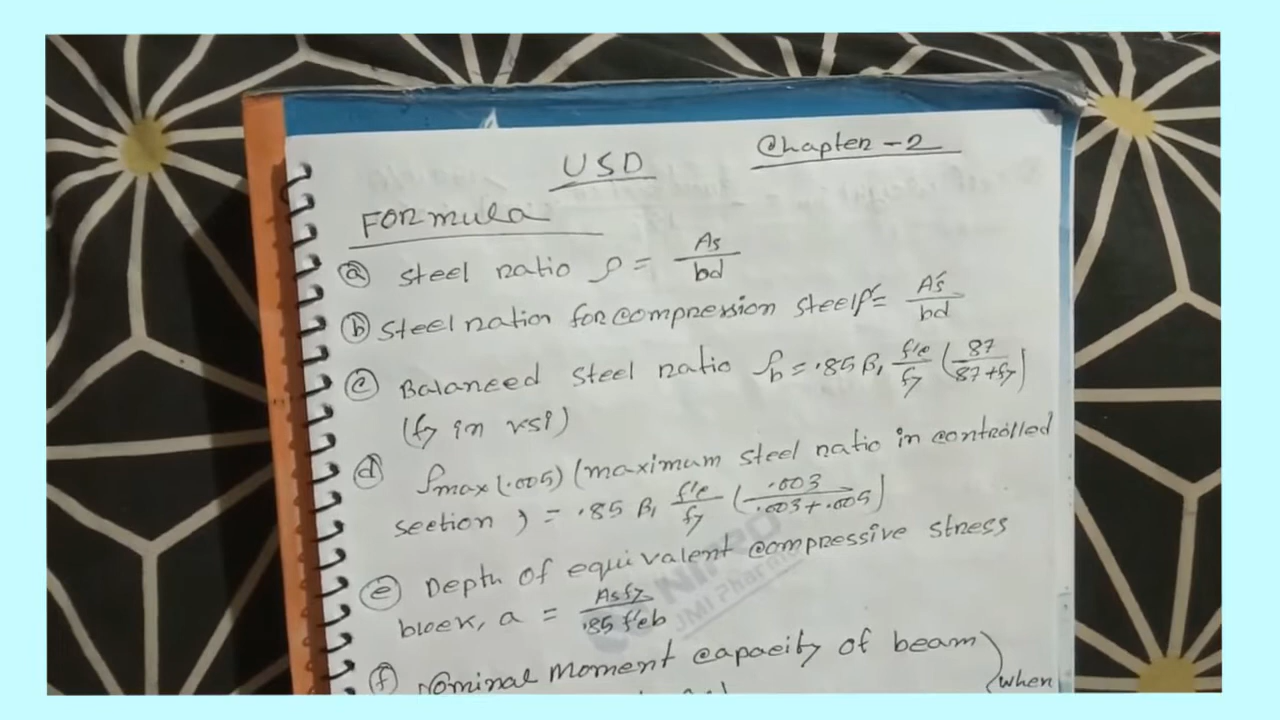 USD Chapter - 2
Formula
(a) steel ratio ρ = As/bd
(b) steel ration for compression steel ρ' = A's/bd
(c) Balanced steel ratio ρb = .85 β1 f'c/fy (87/87+fy)
(fy in ksi)
(d) ρmax (.005) (maximum steel ratio in controlled
section) = .85 β1 f'c/fy (.003/.003+.005)
(e) Depth of equivalent compressive stress
block, a = Asfy/.85 f'cb
(f) Nominal moment capacity of beam
when